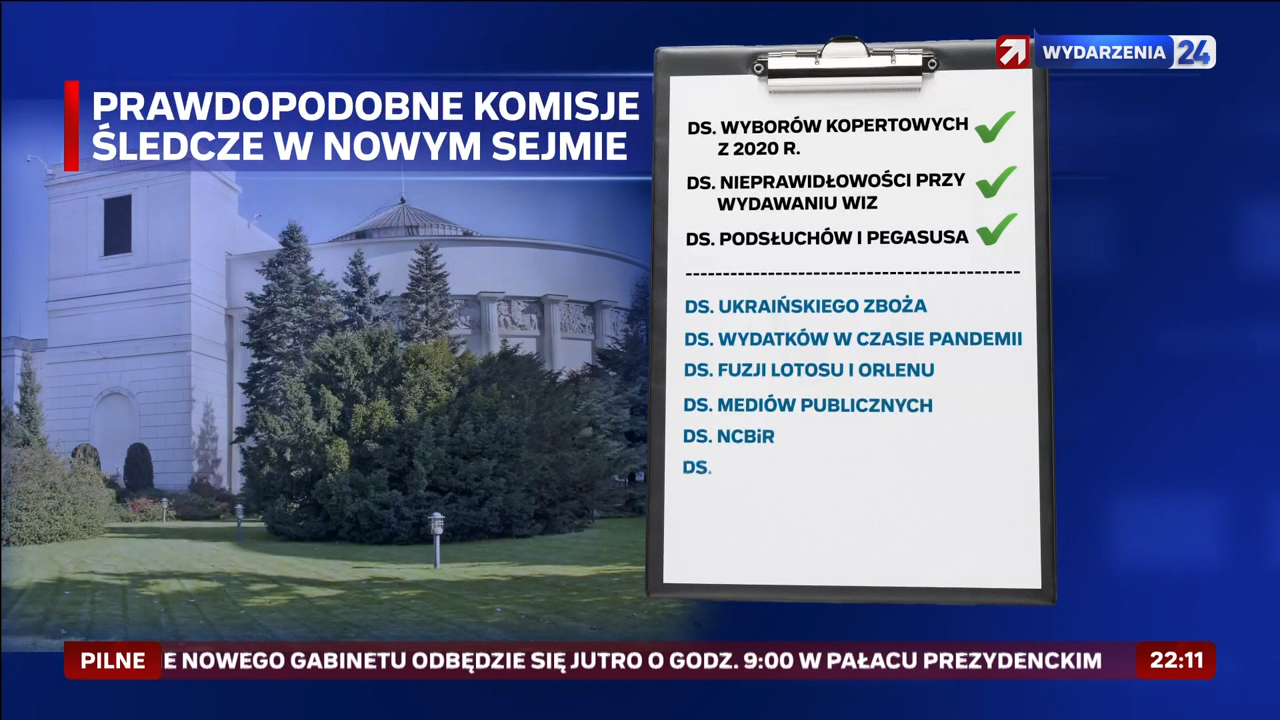 WYDARZENIA 24
PRAWDOPODOBNE KOMISJE
ŚLEDCZE W NOWYM SEJMIE
DS. WYBORÓW KOPERTOWYCH
Z 2020 R.
DS. NIEPRAWIDŁOWOŚCI PRZY
WYDAWANIU WIZ
DS. PODSŁUCHÓW I PEGASUSA
DS. UKRAIŃSKIEGO ZBOŻA
DS. WYDATKÓW W CZASIE PANDEMII
DS. FUZJI LOTOSU I ORLENU
DS. MEDIÓW PUBLICZNYCH
DS. NCBiR
DS.
PILNE E NOWEGO GABINETU ODBĘDZIE SIĘ JUTRO O GODZ. 9:00 W PAŁACU PREZYDENCKIM 22:11